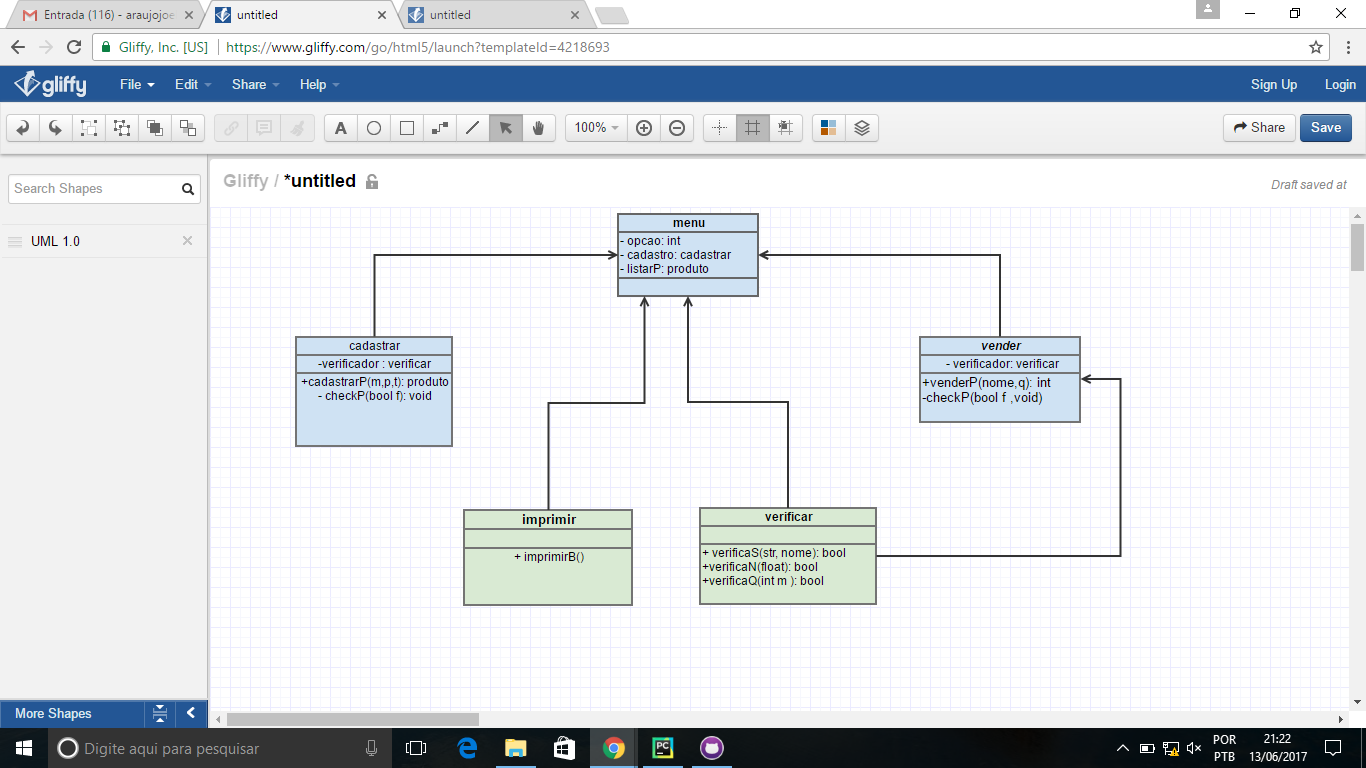 Entrada (116) - araujojoe
untitled
untitled
Gliffy, Inc. [US]
https://www.gliffy.com/go/html5/launch?templateId=4218693
gliffy
File
Edit
Share
Help
Sign Up
Login
A
100%
Share
Save
Search Shapes
Gliffy / *untitled
Draft saved at
UML 1.0
menu
- opcao: int
- cadastro: cadastrar
- listarP: produto
cadastrar
-verificador : verificar
+cadastrarP(m,p,t): produto
- checkP(bool f): void
vender
- verificador: verificar
+venderP(nome,q): int
-checkP(bool f ,void)
imprimir
+ imprimirB()
verificar
+ verificaS(str, nome): bool
+verificaN(float): bool
+verificaQ(int m ): bool
More Shapes
Digite aqui para pesquisar
PC
POR
PTB
21:22
13/06/2017